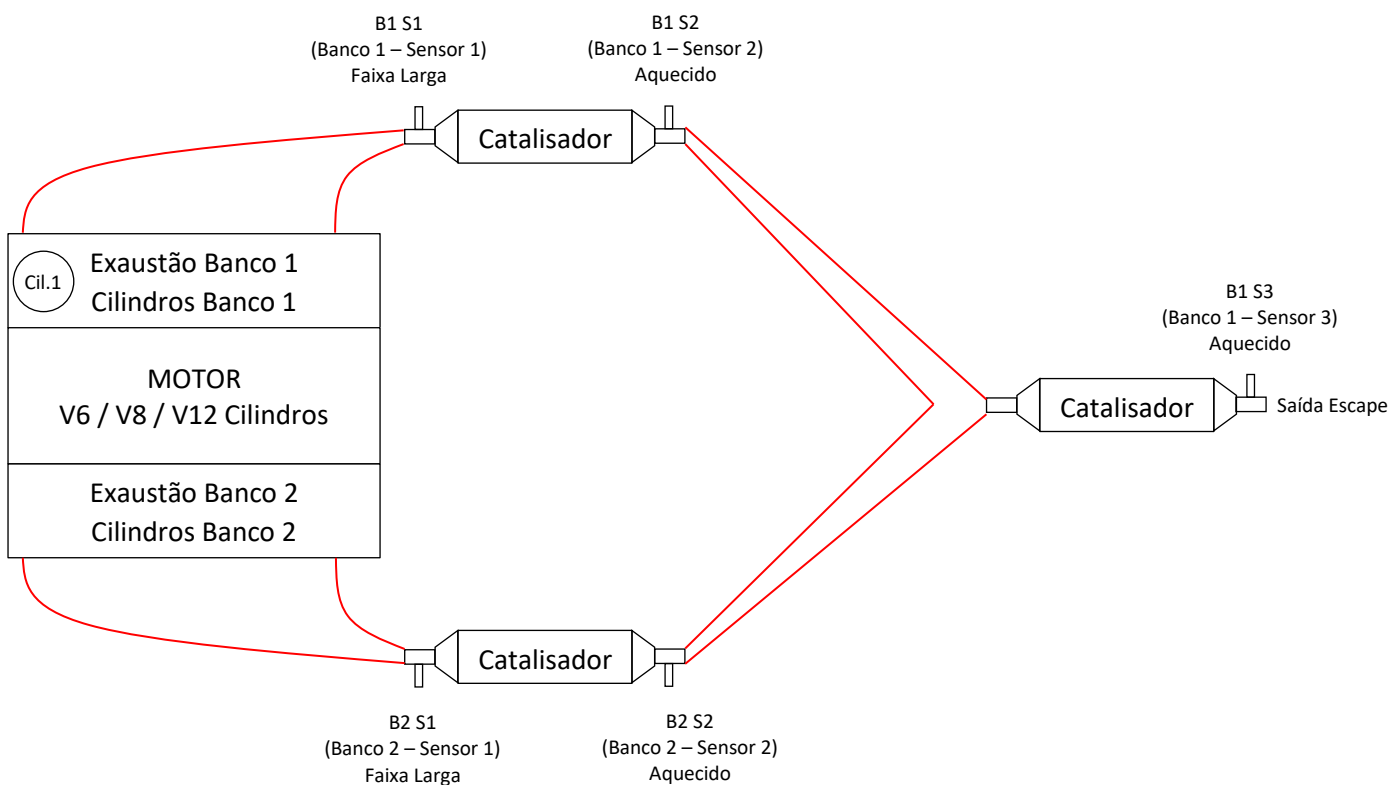 B1 S1
(Banco 1 – Sensor 1)
Faixa Larga
B1 S2
(Banco 1 – Sensor 2)
Aquecido
Catalisador
Cil.1
Exaustão Banco 1
Cilindros Banco 1
MOTOR
V6 / V8 / V12 Cilindros
Exaustão Banco 2
Cilindros Banco 2
B1 S3
(Banco 1 – Sensor 3)
Aquecido
Catalisador
Saída Escape
Catalisador
B2 S1
(Banco 2 – Sensor 1)
Faixa Larga
B2 S2
(Banco 2 – Sensor 2)
Aquecido